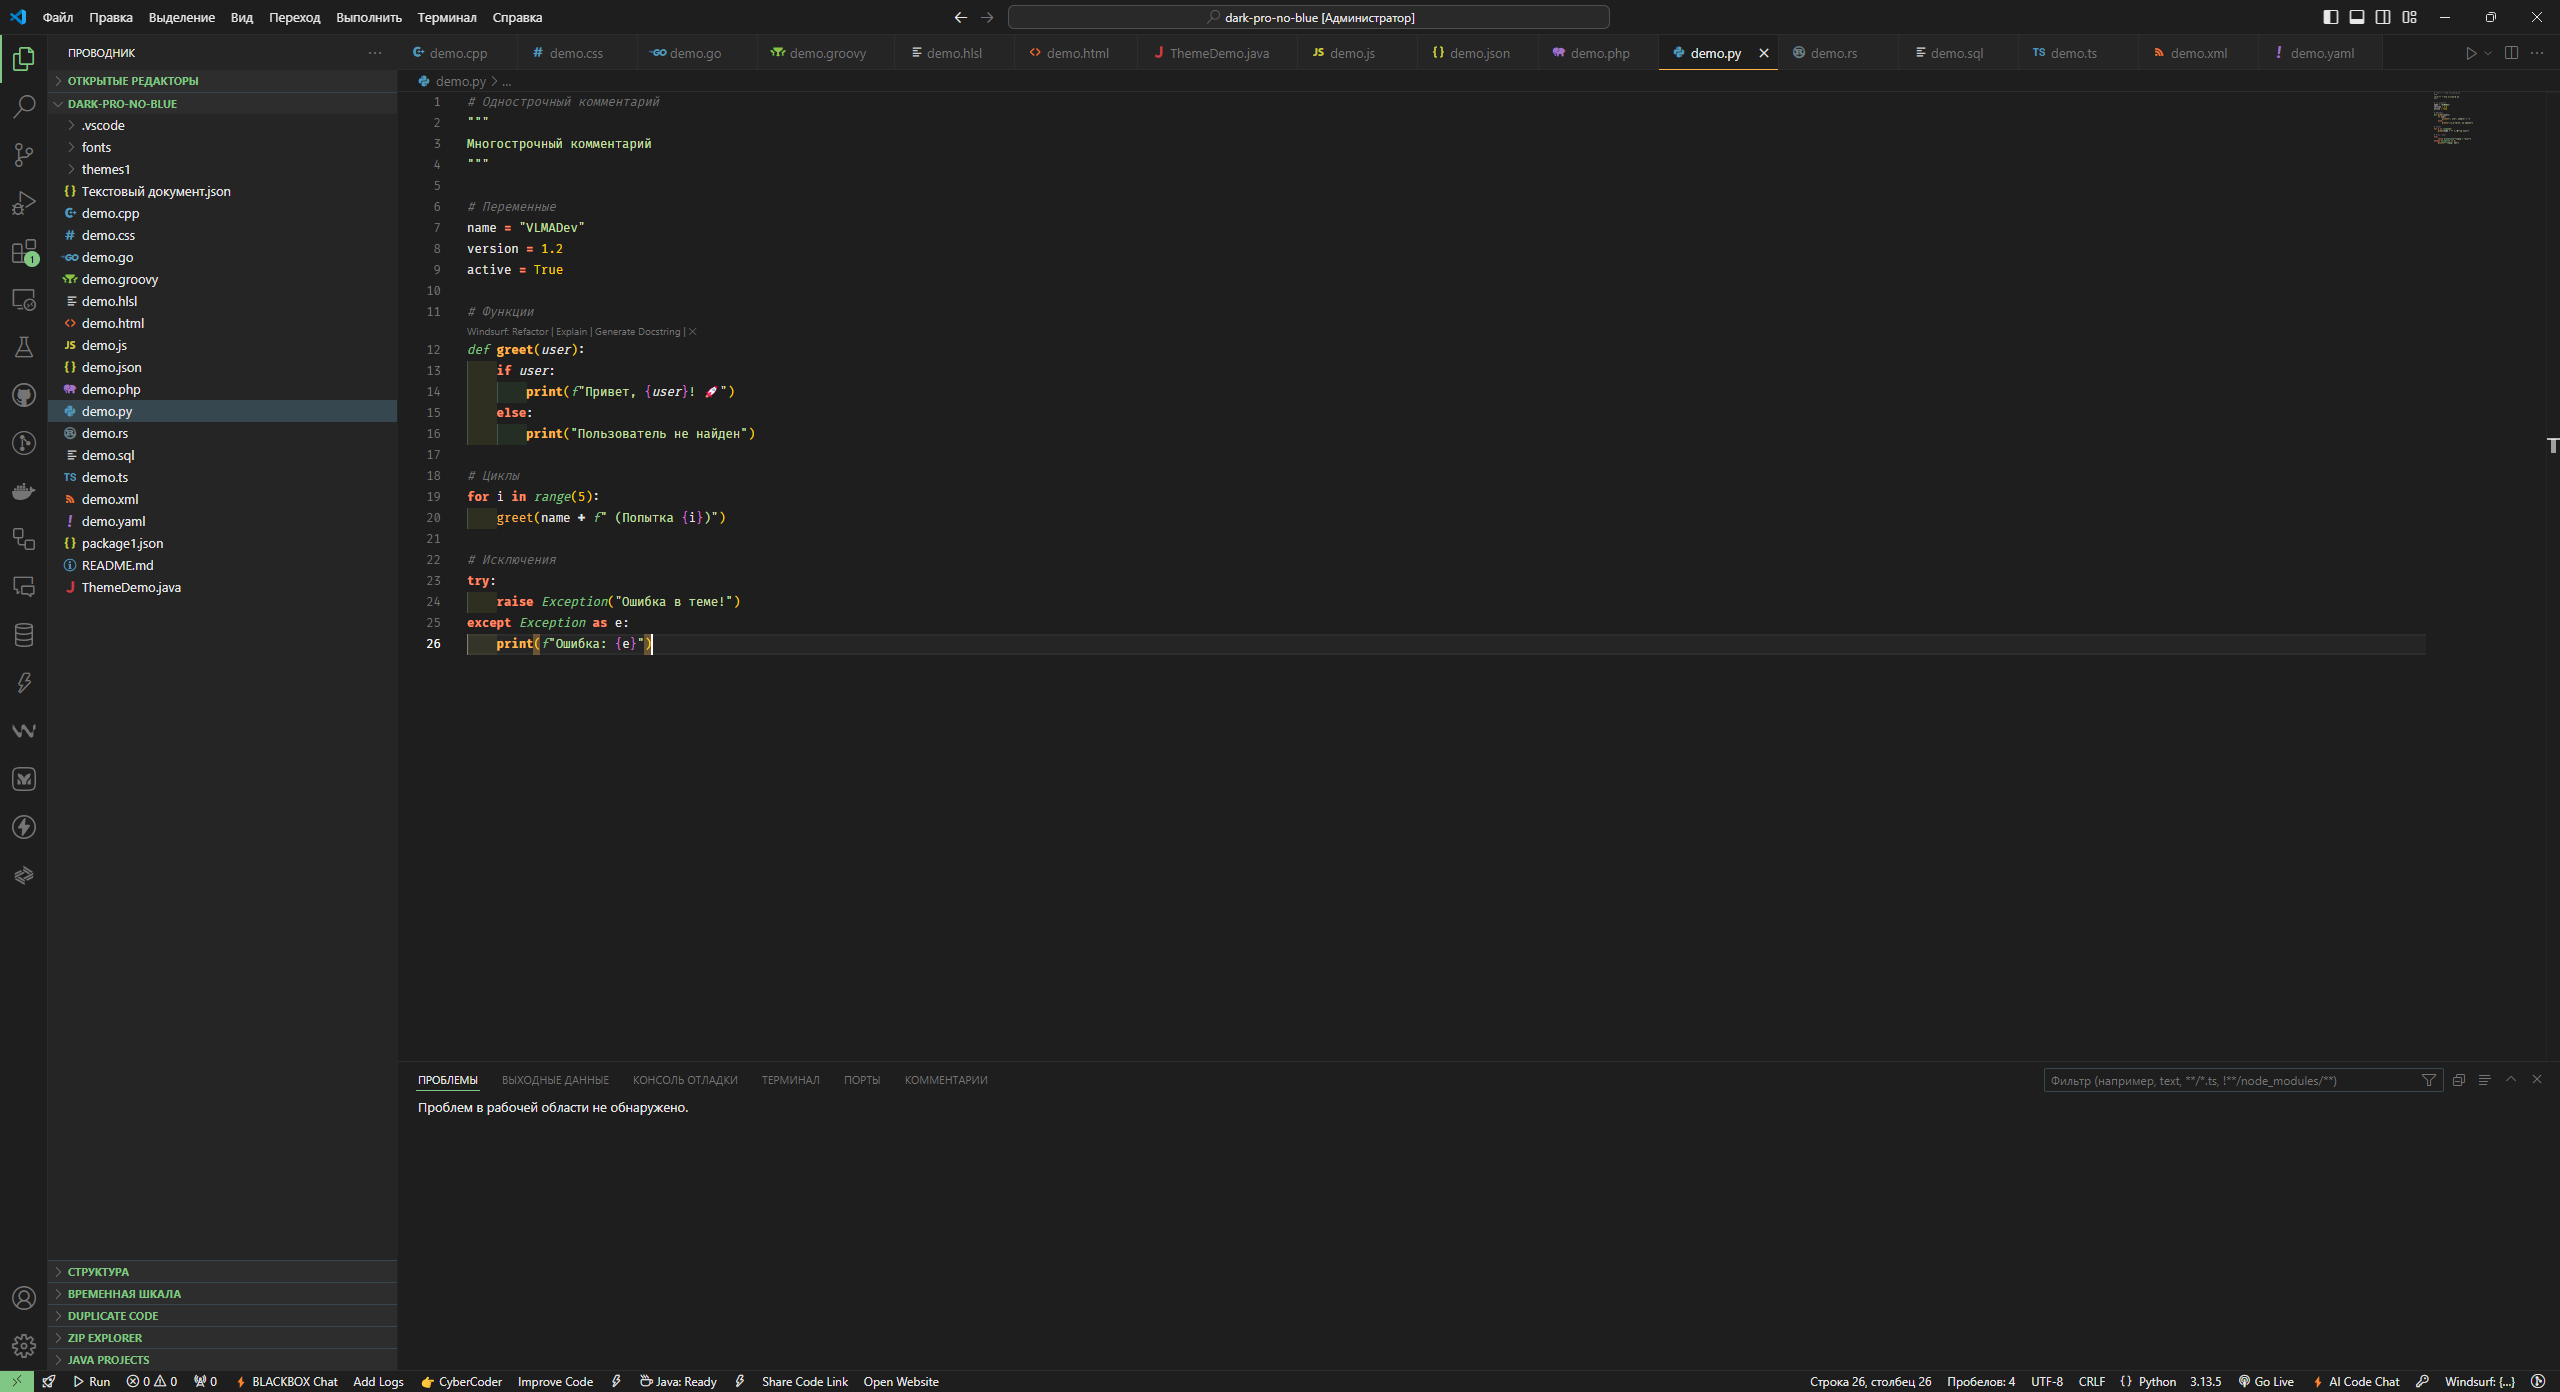 Файл Правка Выделение Вид Переход Выполнить Терминал Справка
dark-pro-no-blue [Администратор]
ПРОВОДНИК
ОТКРЫТЫЕ РЕДАКТОРЫ
DARK-PRO-NO-BLUE
.vscode
fonts
themes1
Текстовый документ.json
demo.cpp
demo.css
demo.go
demo.groovy
demo.hlsl
demo.html
demo.js
demo.json
demo.php
demo.py
demo.rs
demo.sql
demo.ts
demo.xml
demo.yaml
package1.json
README.md
ThemeDemo.java
СТРУКТУРА
ВРЕМЕННАЯ ШКАЛА
DUPLICATE CODE
ZIP EXPLORER
JAVA PROJECTS
demo.cpp demo.css demo.go demo.groovy demo.hlsl demo.html ThemeDemo.java demo.js demo.json demo.php demo.py demo.rs demo.sql demo.ts demo.xml demo.yaml
demo.py > ...
1 # Однострочный комментарий
2 """
3 Многострочный комментарий
4 """
5
6 # Переменные
7 name = "VLMADev"
8 version = 1.2
9 active = True
10
11 # Функции
Windsurf: Refactor | Explain | Generate Docstring | ×
12 def greet(user):
13 if user:
14 print(f"Привет, {user}! 🚀")
15 else:
16 print("Пользователь не найден")
17
18 # Циклы
19 for i in range(5):
20 greet(name + f" (Попытка {i})")
21
22 # Исключения
23 try:
24 raise Exception("Ошибка в теме!")
25 except Exception as e:
26 print(f"Ошибка: {e}")
ПРОБЛЕМЫ ВЫХОДНЫЕ ДАННЫЕ КОНСОЛЬ ОТЛАДКИ ТЕРМИНАЛ ПОРТЫ КОММЕНТАРИИ
Фильтр (например, text, **/*.ts, !**/node_modules/**)
Проблем в рабочей области не обнаружено.
Run 0 0 0 BLACKBOX Chat Add Logs CyberCoder Improve Code Java: Ready Share Code Link Open Website
Строка 26, столбец 26 Пробелов: 4 UTF-8 CRLF {} Python 3.13.5 Go Live AI Code Chat Windsurf: {...}